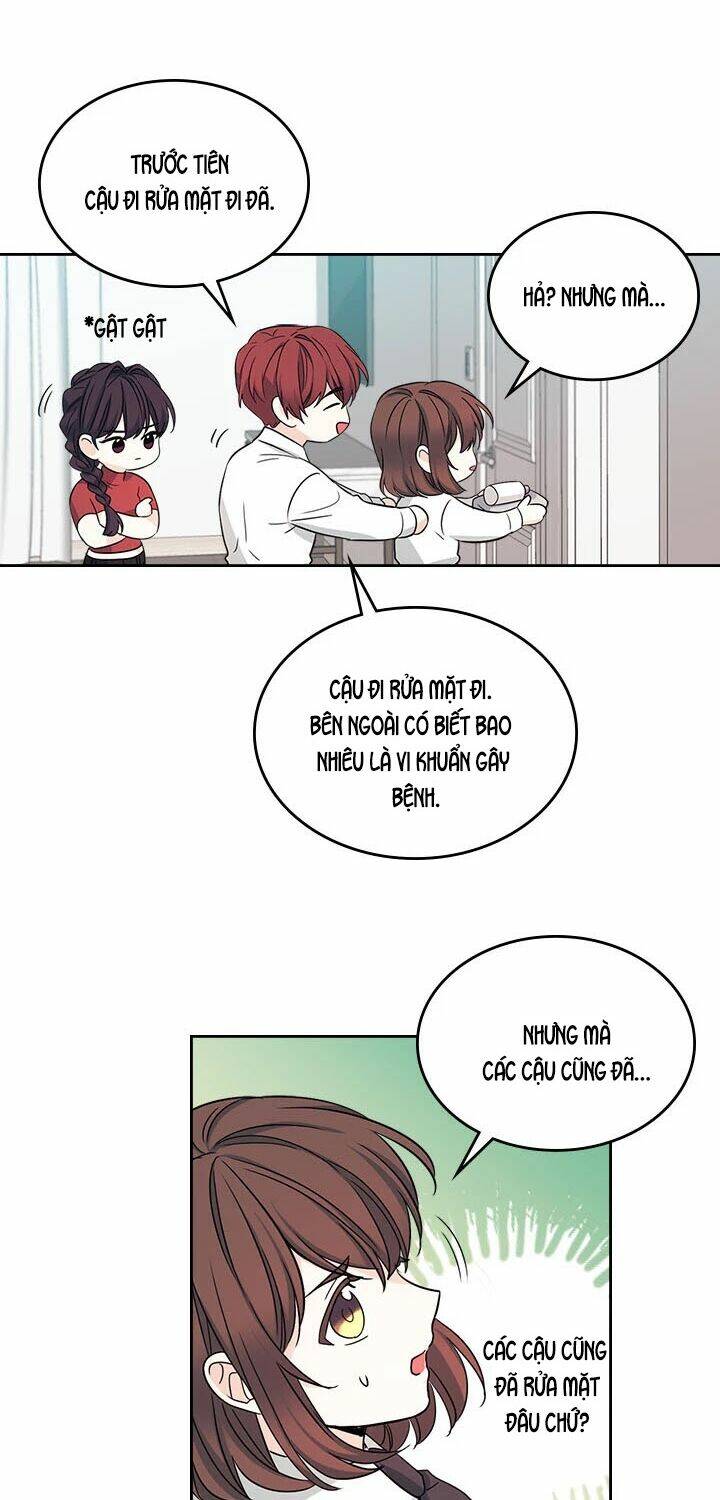 TRƯỚC TIÊN
CẬU ĐI RỬA MẶT ĐI ĐÃ.
HẢ? NHƯNG MÀ...
*GẬT GẬT
CẬU ĐI RỬA MẶT ĐI.
BÊN NGOÀI CÓ BIẾT BAO
NHIÊU LÀ VI KHUẨN GÂY
BỆNH.
NHƯNG MÀ
CÁC CẬU CŨNG ĐÃ...
CÁC CẬU CŨNG
ĐÃ RỬA MẶT
ĐÂU CHỨ?